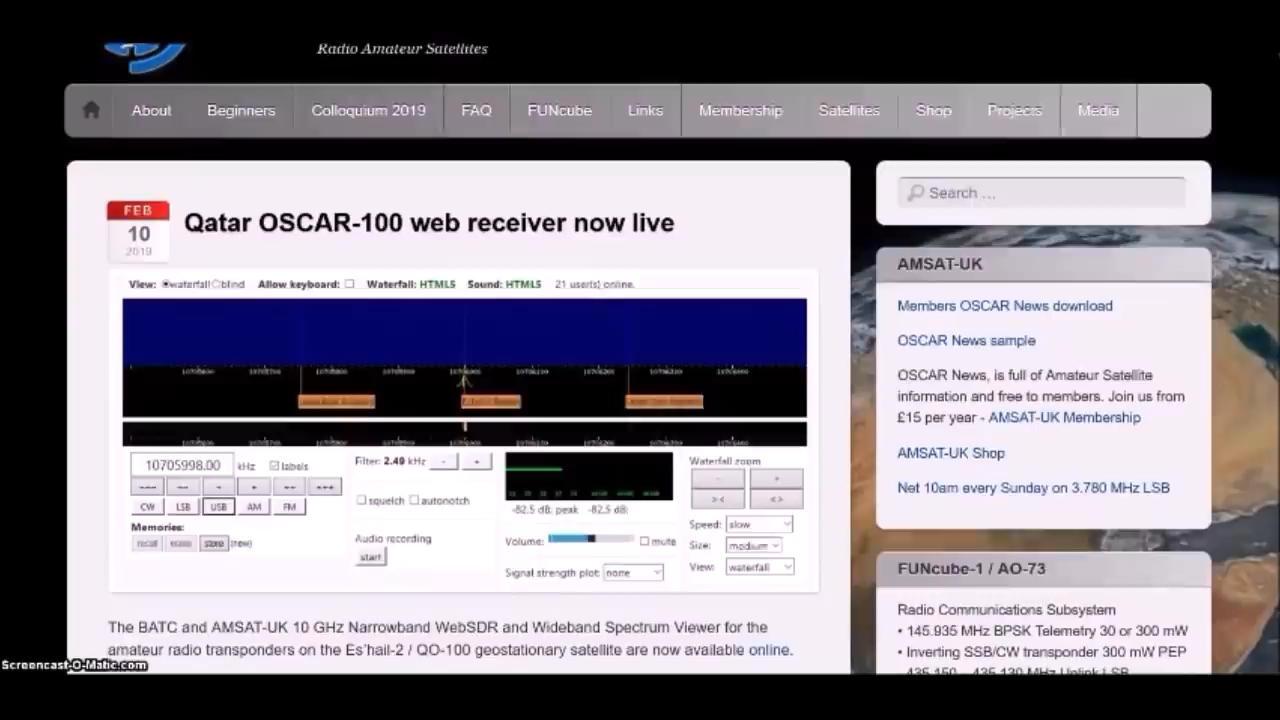 Radio Amateur Satellites
About Beginners Colloquium 2019 FAQ FUNcube Links Membership Satellites Shop Projects Media
FEB
10
2019
Qatar OSCAR-100 web receiver now live
View: waterfall blind Allow keyboard: Waterfall: HTML5 Sound: HTML5 21 user(s) online.
10705998.00 kHz labels
--- -- - + ++ +++
CW LSB USB AM FM
Memories:
recall erase store (new)
Filter: 2.49 kHz - +
squelch autonotch
Audio recording
start
-82.5 dB; peak -82.5 dB;
Volume: mute
Signal strength plot: none
Waterfall zoom
- +
> < < >
Speed: slow
Size: medium
View: waterfall
The BATC and AMSAT-UK 10 GHz Narrowband WebSDR and Wideband Spectrum Viewer for the
amateur radio transponders on the Es'hail-2 / QO-100 geostationary satellite are now available online.
Search …
AMSAT-UK
Members OSCAR News download
OSCAR News sample
OSCAR News, is full of Amateur Satellite
information and free to members. Join us from
£15 per year - AMSAT-UK Membership
AMSAT-UK Shop
Net 10am every Sunday on 3.780 MHz LSB
FUNcube-1 / AO-73
Radio Communications Subsystem
• 145.935 MHz BPSK Telemetry 30 or 300 mW
• Inverting SSB/CW transponder 300 mW PEP
435.150 – 435.130 MHz Uplink LSB
Screencast-O-Matic.com